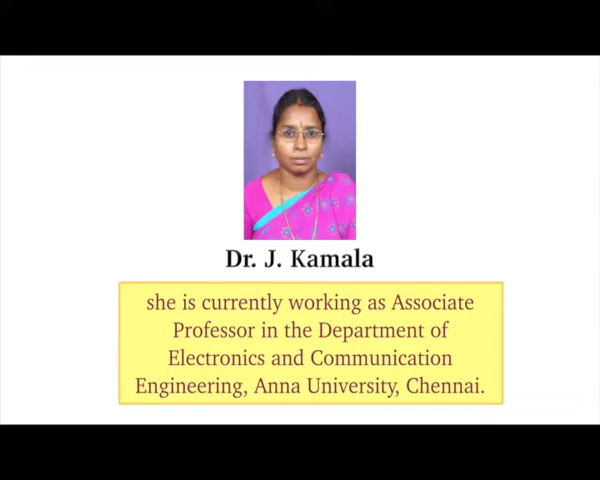 Dr. J. Kamala
she is currently working as Associate
Professor in the Department of
Electronics and Communication
Engineering, Anna University, Chennai.